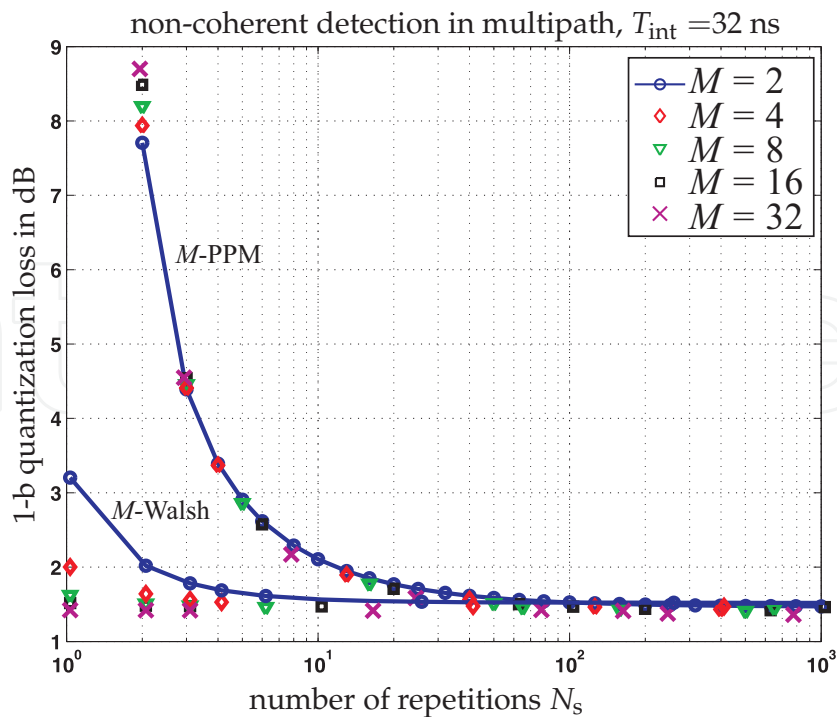 non-coherent detection in multipath, T_int =32 ns
9
8
7
6
5
4
3
2
1
1-b quantization loss in dB
M = 2
M = 4
M = 8
M = 16
M = 32
M-PPM
M-Walsh
10^0
10^1
10^2
10^3
number of repetitions N_s